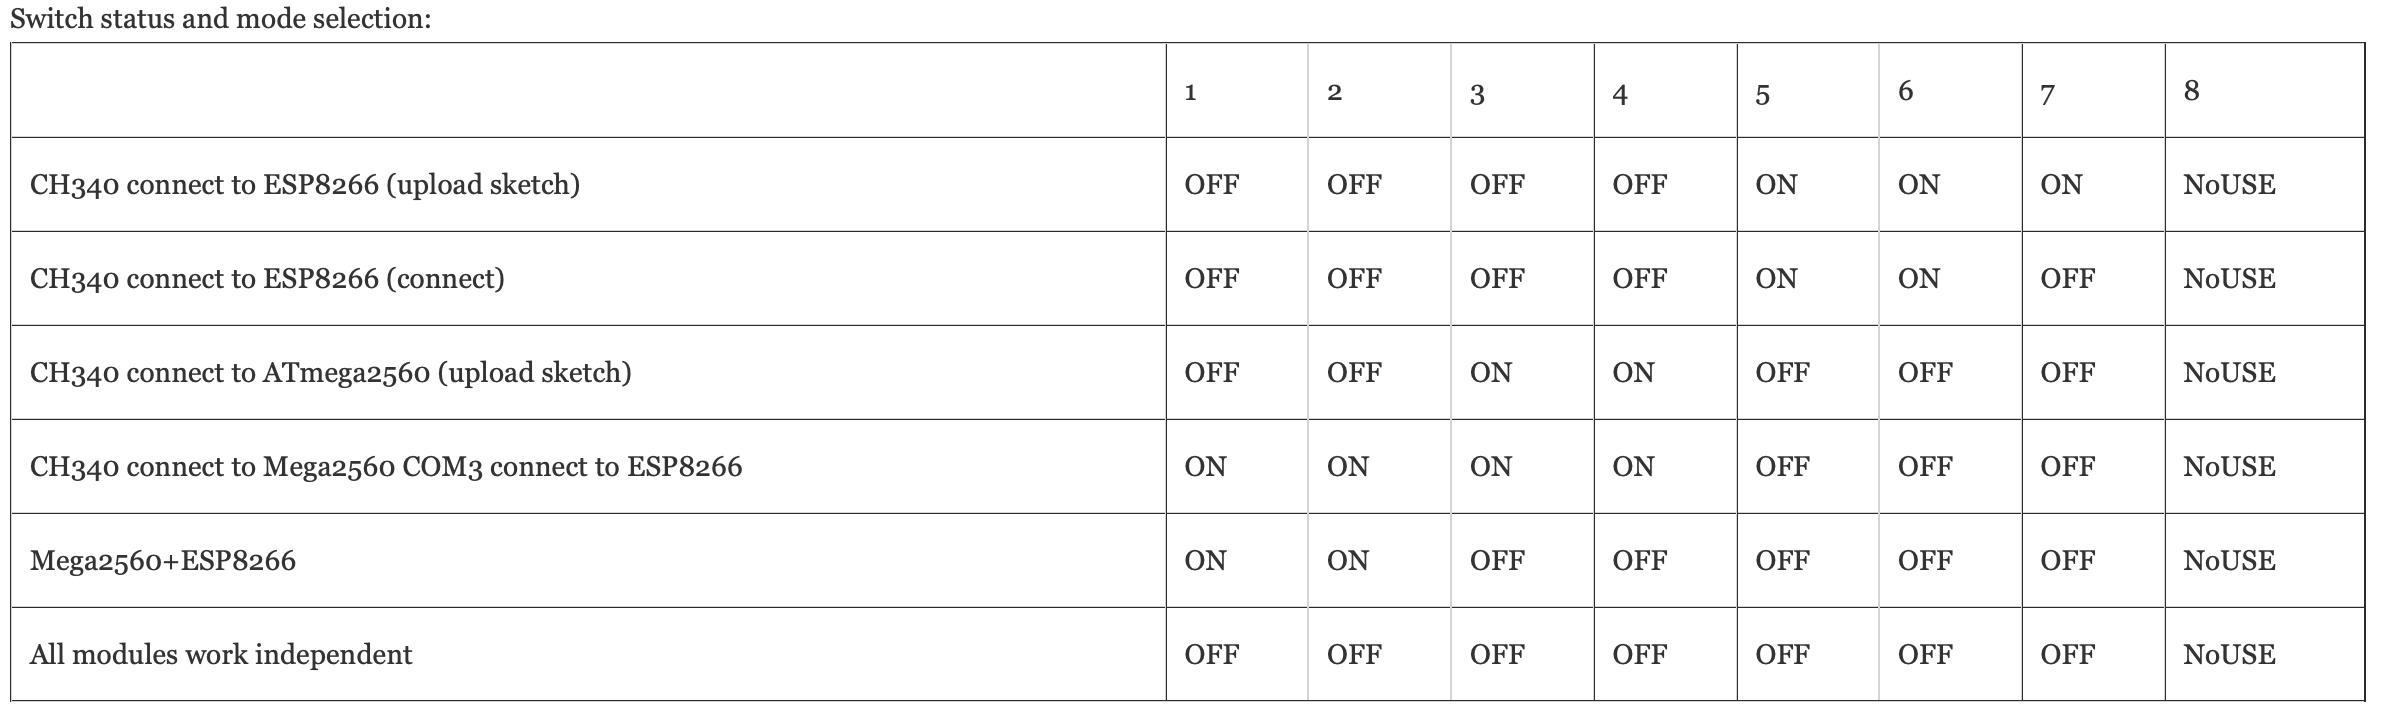 Switch status and mode selection:
1 2 3 4 5 6 7 8
CH340 connect to ESP8266 (upload sketch) OFF OFF OFF OFF ON ON ON NoUSE
CH340 connect to ESP8266 (connect) OFF OFF OFF OFF ON ON OFF NoUSE
CH340 connect to ATmega2560 (upload sketch) OFF OFF ON ON OFF OFF OFF NoUSE
CH340 connect to Mega2560 COM3 connect to ESP8266 ON ON ON ON OFF OFF OFF NoUSE
Mega2560+ESP8266 ON ON OFF OFF OFF OFF OFF NoUSE
All modules work independent OFF OFF OFF OFF OFF OFF OFF NoUSE